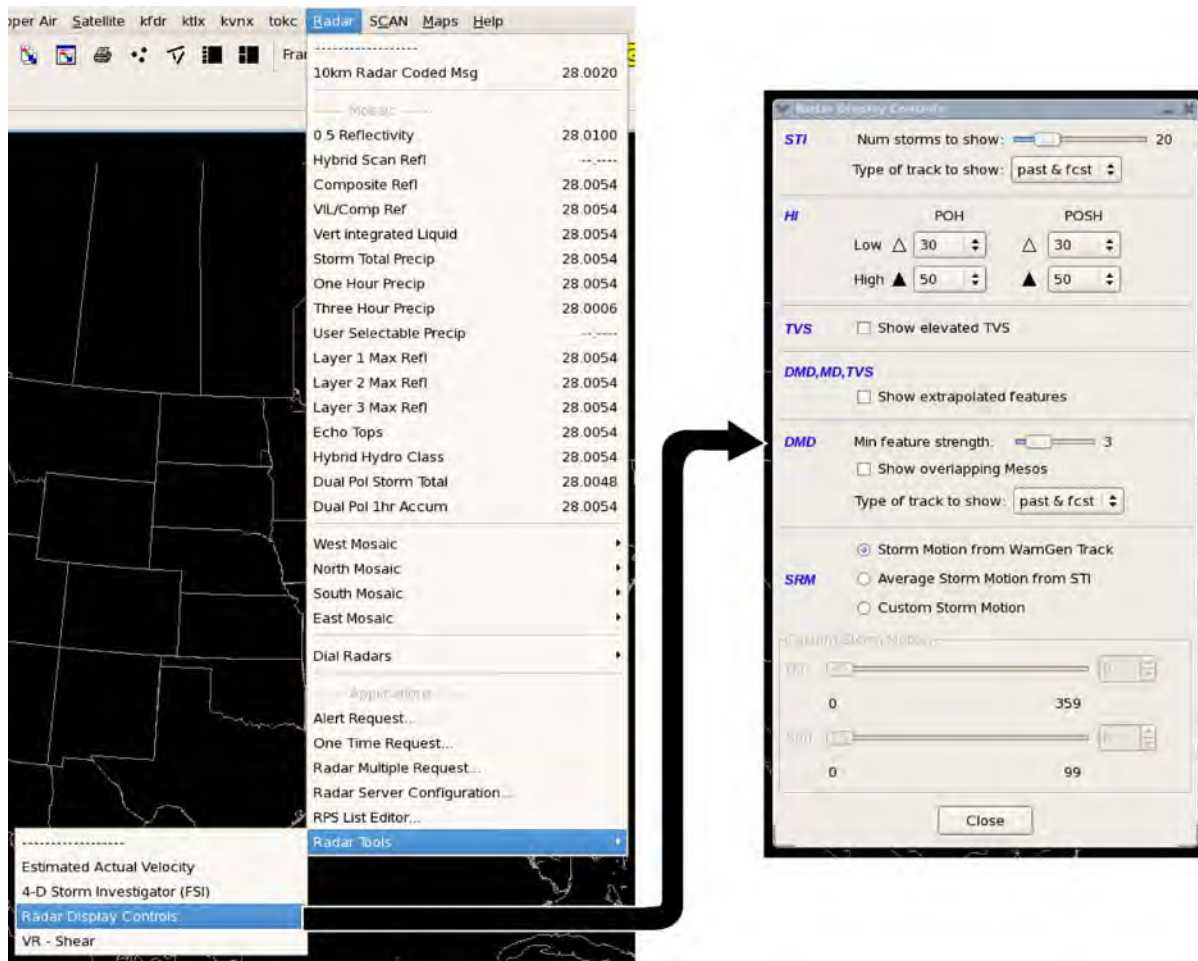 pper Air Satellite kfdr ktlx kvnx tokc Radar SCAN Maps Help
Fra
------------------
10km Radar Coded Msg 28.0020
------ Mosaic ------
0.5 Reflectivity 28.0100
Hybrid Scan Refl --.----
Composite Refl 28.0054
VIL/Comp Ref 28.0054
Vert integrated Liquid 28.0054
Storm Total Precip 28.0054
One Hour Precip 28.0054
Three Hour Precip 28.0006
User Selectable Precip --.----
Layer 1 Max Refl 28.0054
Layer 2 Max Refl 28.0054
Layer 3 Max Refl 28.0054
Echo Tops 28.0054
Hybrid Hydro Class 28.0054
Dual Pol Storm Total 28.0048
Dual Pol 1hr Accum 28.0054
West Mosaic
North Mosaic
South Mosaic
East Mosaic
Dial Radars
------ Applications ------
Alert Request...
One Time Request...
Radar Multiple Request...
Radar Server Configuration...
RPS List Editor...
Radar Tools
------------------
Estimated Actual Velocity
4-D Storm Investigator (FSI)
Radar Display Controls...
VR - Shear
Radar Display Controls
STI Num storms to show: 20
Type of track to show: past & fcst
HI POH POSH
Low 30 30
High 50 50
TVS Show elevated TVS
DMD,MD,TVS
Show extrapolated features
DMD Min feature strength: 3
Show overlapping Mesos
Type of track to show: past & fcst
Storm Motion from WarnGen Track
SRM Average Storm Motion from STI
Custom Storm Motion
Custom Storm Motion
Dir: 0
0 359
0
0 99
Close